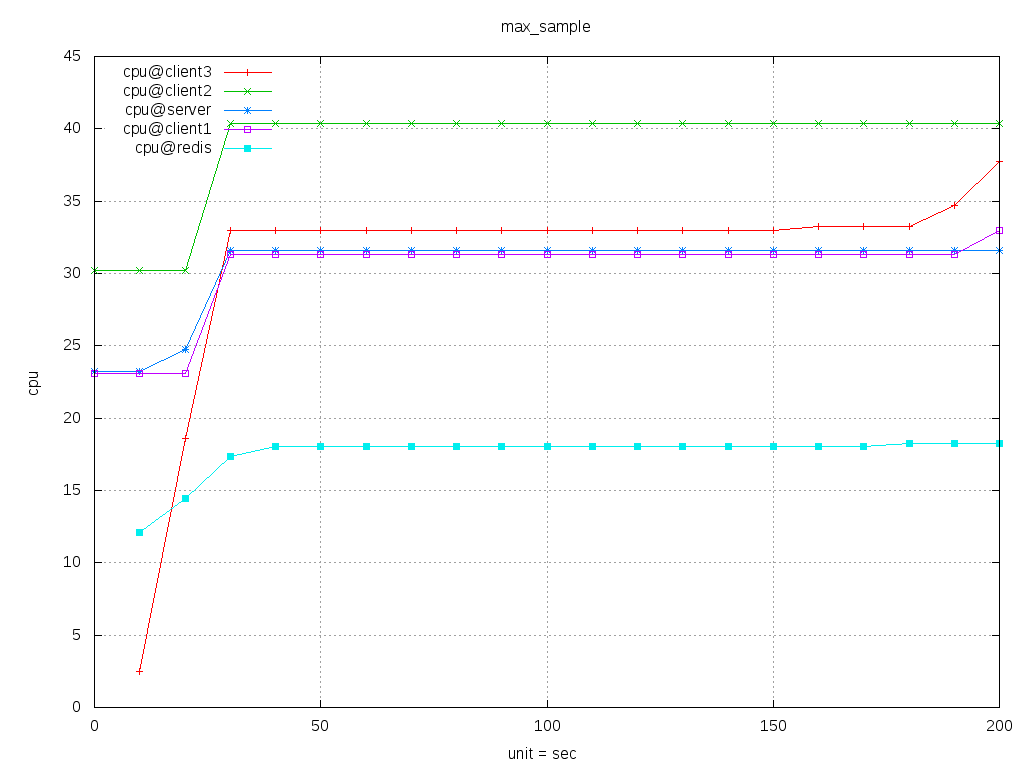 max_sample
45
40
35
30
25
20
15
10
5
0
cpu
cpu@client3
cpu@client2
cpu@server
cpu@client1
cpu@redis
0 50 100 150 200
unit = sec